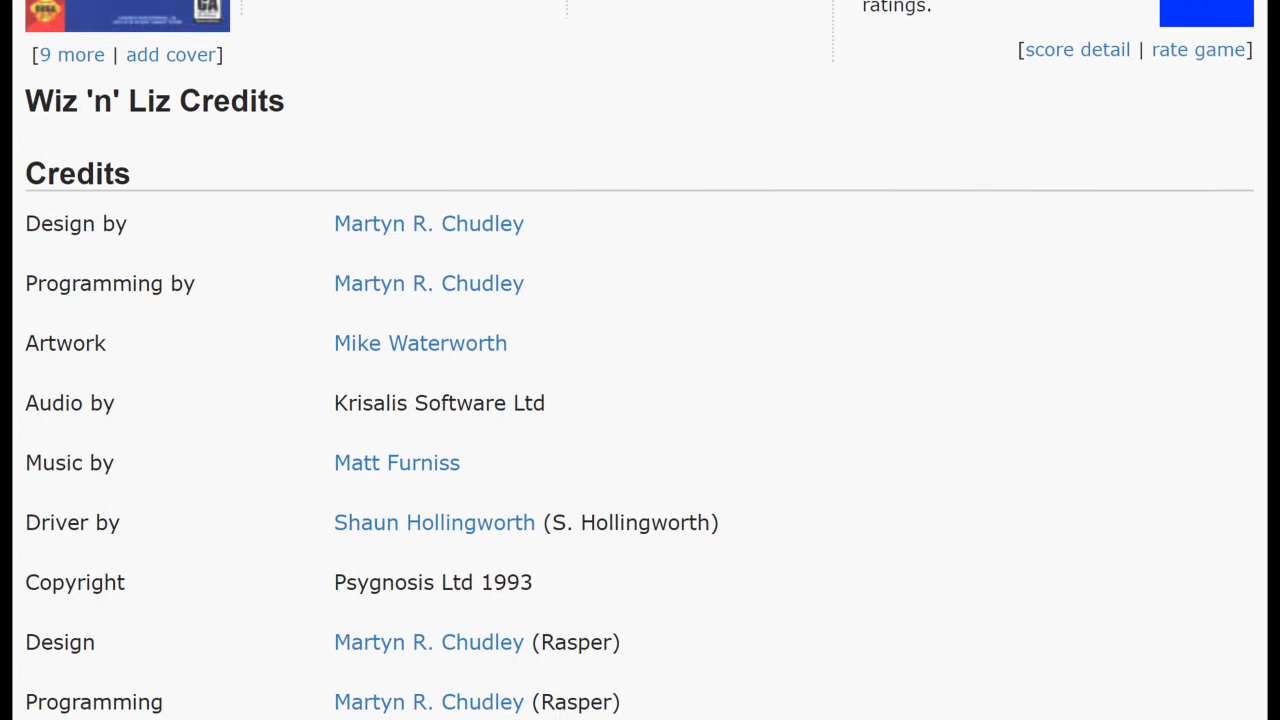 ratings.
[9 more | add cover]
[score detail | rate game]
Wiz 'n' Liz Credits
Credits
Design by Martyn R. Chudley
Programming by Martyn R. Chudley
Artwork Mike Waterworth
Audio by Krisalis Software Ltd
Music by Matt Furniss
Driver by Shaun Hollingworth (S. Hollingworth)
Copyright Psygnosis Ltd 1993
Design Martyn R. Chudley (Rasper)
Programming Martyn R. Chudley (Rasper)